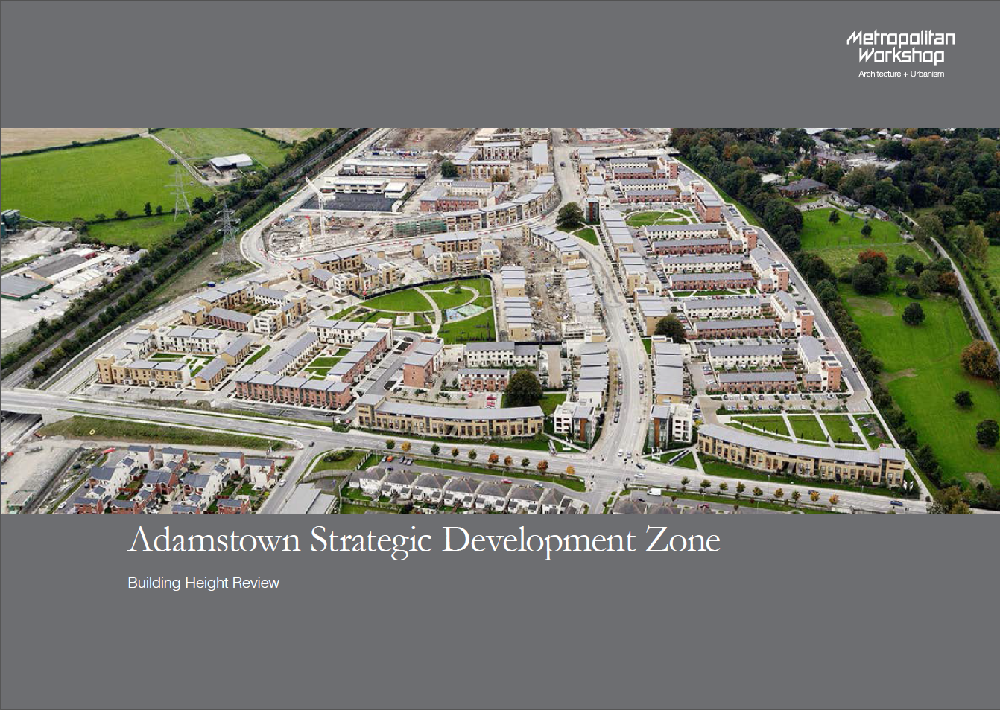 Metropolitan
Workshop
Architecture + Urbanism
Adamstown Strategic Development Zone
Building Height Review